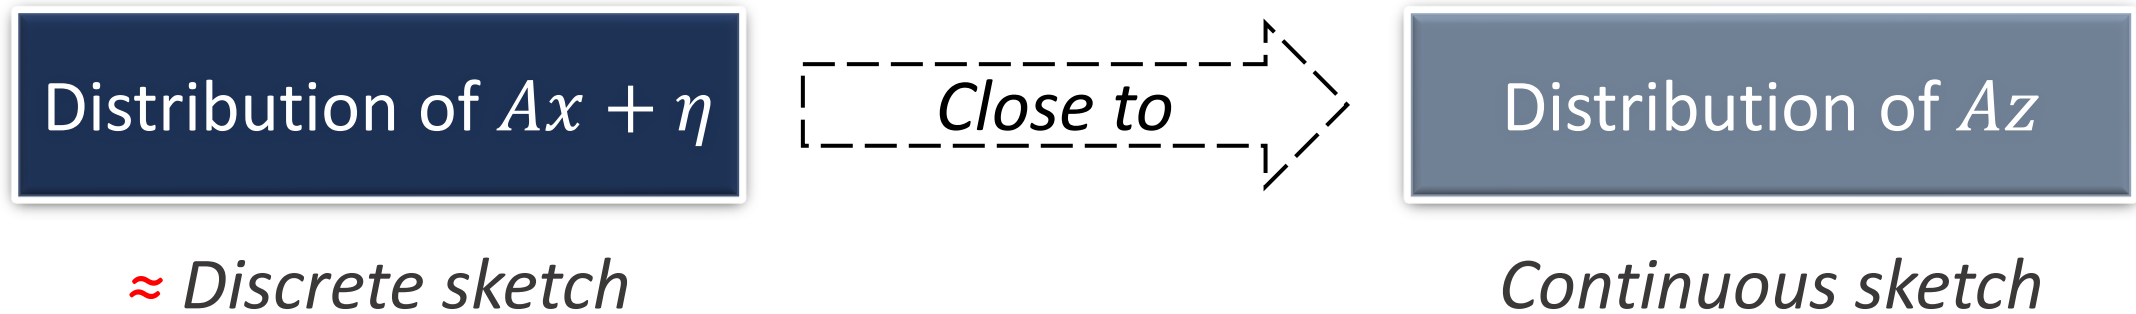 Distribution of Ax + η
Close to
Distribution of Az
≈ Discrete sketch
Continuous sketch